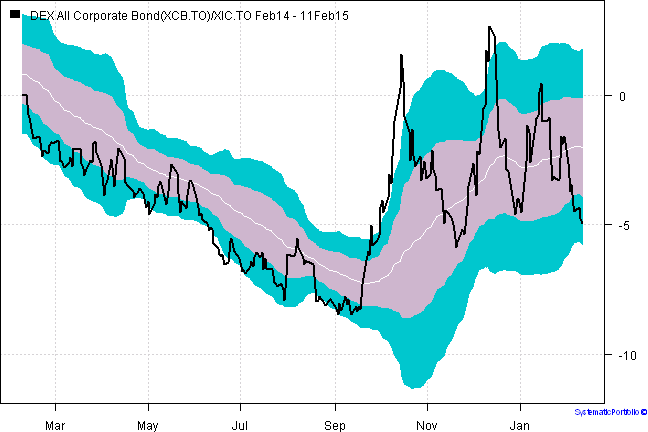 DEX All Corporate Bond(XCB.TO)/XIC.TO Feb14 - 11Feb15
0
-5
-10
Mar May Jul Sep Nov Jan
SystematicPortfolio ©